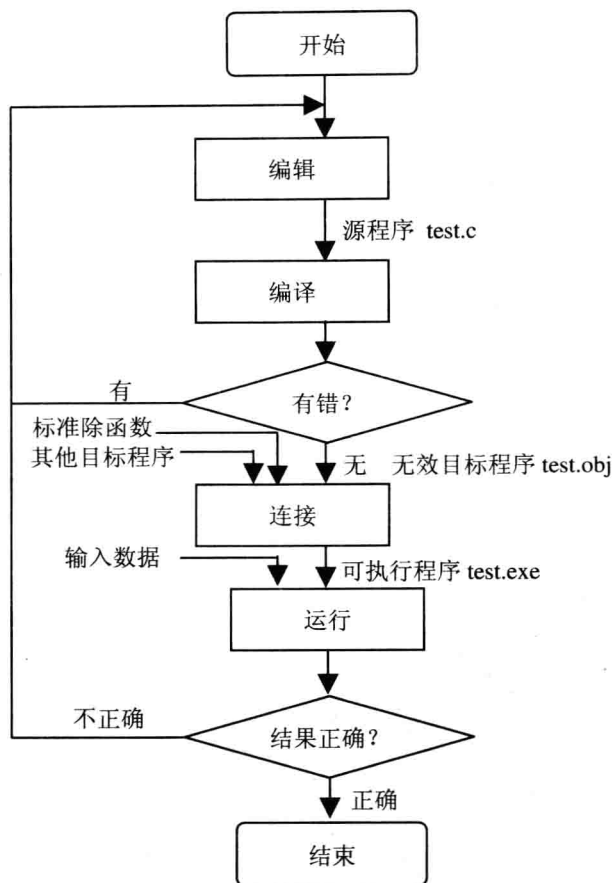 开始
编辑
源程序 test.c
编译
有
有错？
标准除函数
其他目标程序
无 无效目标程序 test.obj
连接
输入数据
可执行程序 test.exe
运行
不正确
结果正确？
正确
结束